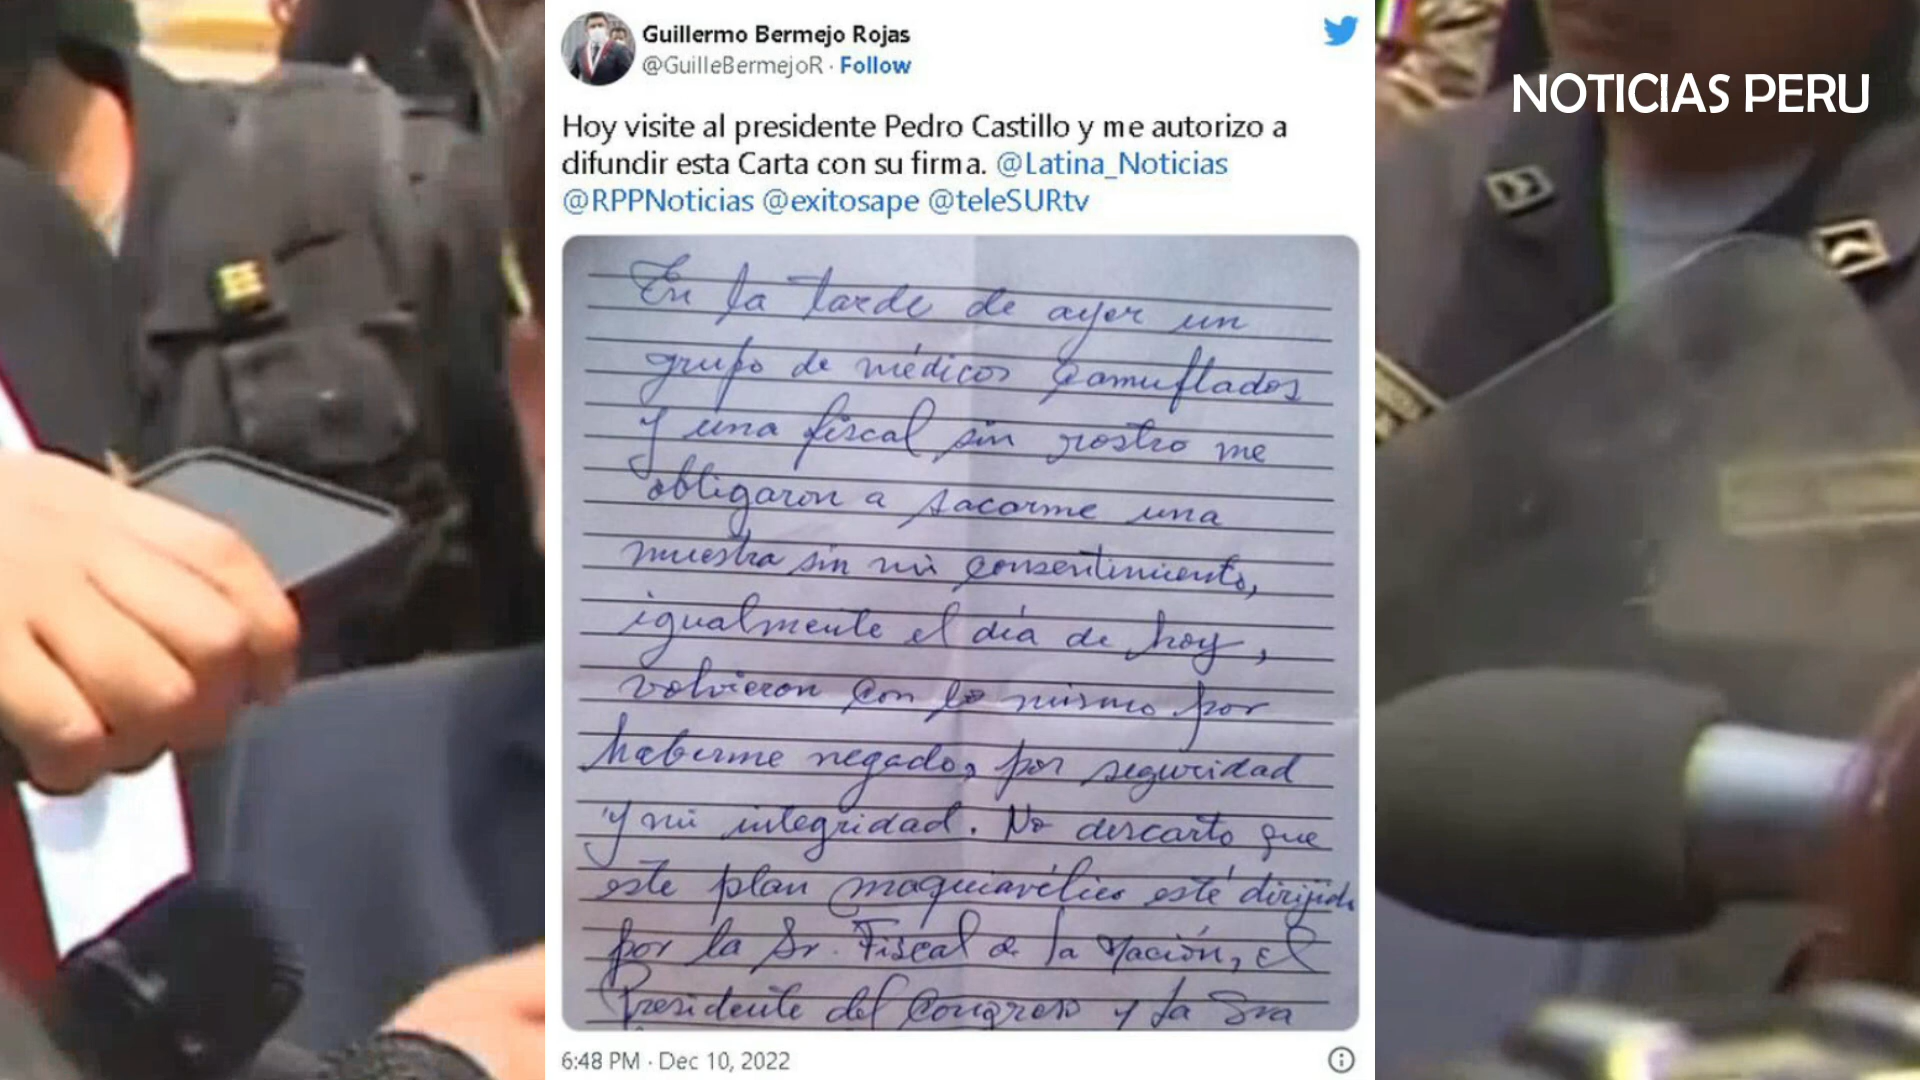 Guillermo Bermejo Rojas
@GuilleBermejoR · Follow
NOTICIAS PERU
Hoy visite al presidente Pedro Castillo y me autorizo a
difundir esta Carta con su firma. @Latina_Noticias
@RPPNoticias @exitosape @teleSURtv
En la tarde de ayer un
grupo de médicos camuflados
y una fiscal sin rostro me
obligaron a sacarme una
muestra sin mi consentimiento,
igualmente el día de hoy,
volvieron con lo mismo por
haberme negado, por seguridad
y mi integridad. No descarto que
este plan maquiavélico esté dirigido
por la Sr. Fiscal de la Nación, el
Presidente del Congreso y la Sra
6:48 PM · Dec 10, 2022